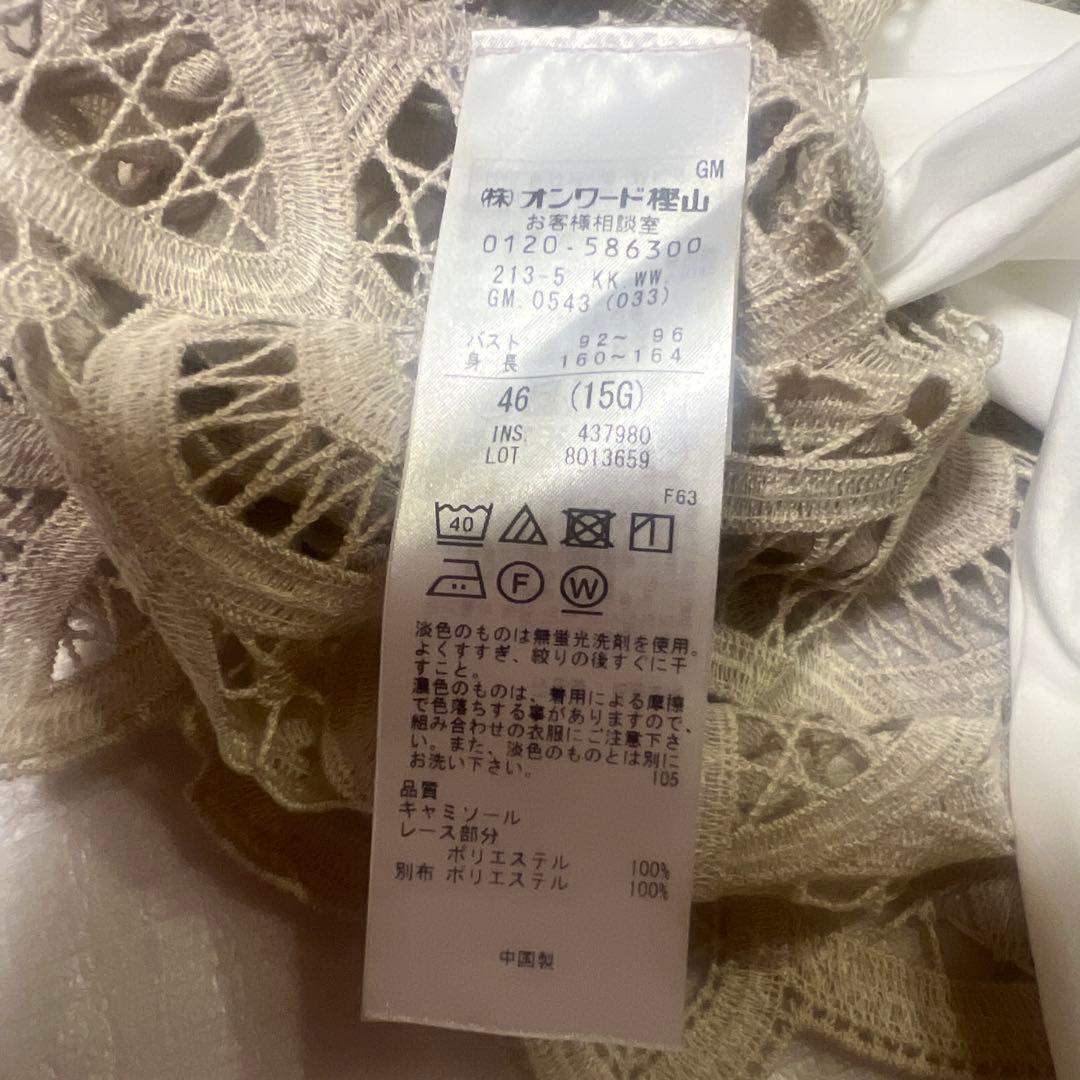 GM
㈱オンワード樫山
お客様相談室
0120-586300
213-5 KK.WW.
GM.0543 (033)
バスト 92～ 96
身長 160～164
46 (15G)
INS. 437980
LOT 8013659
F63
40
F W
淡色のものは無蛍光洗剤を使用。
よくすすぎ、絞りの後すぐに干
すこと。
濃色のものは、着用による摩擦
で色落ちする事がありますので、
組み合わせの衣服にご注意下さ
い。また、淡色のものとは別に
お洗い下さい。 105
品質
キャミソール
レース部分
ポリエステル 100%
別布 ポリエステル 100%
中国製